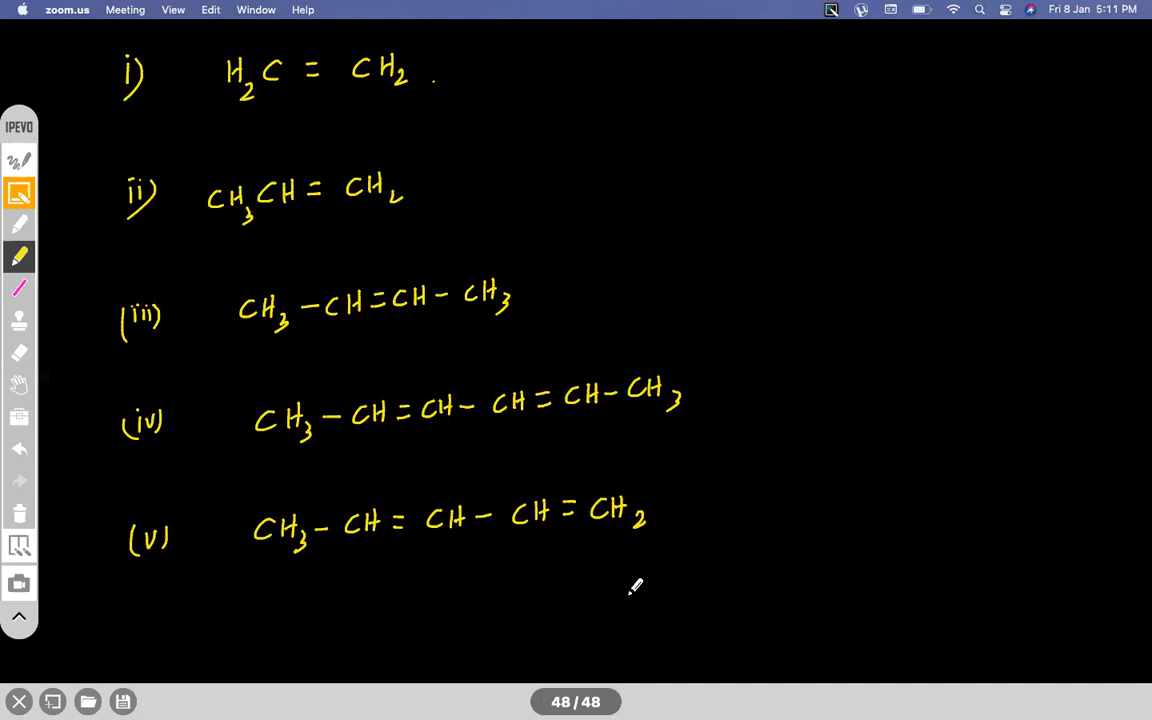 zoom.us Meeting View Edit Window Help Fri 8 Jan 5:11 PM
i) H₂C = CH₂ .
IPEVO
ii) CH₃CH = CH₂
(iii) CH₃ – CH = CH – CH₃
(iv) CH₃ – CH = CH – CH = CH – CH₃
(v) CH₃ – CH = CH – CH = CH₂
48 / 48